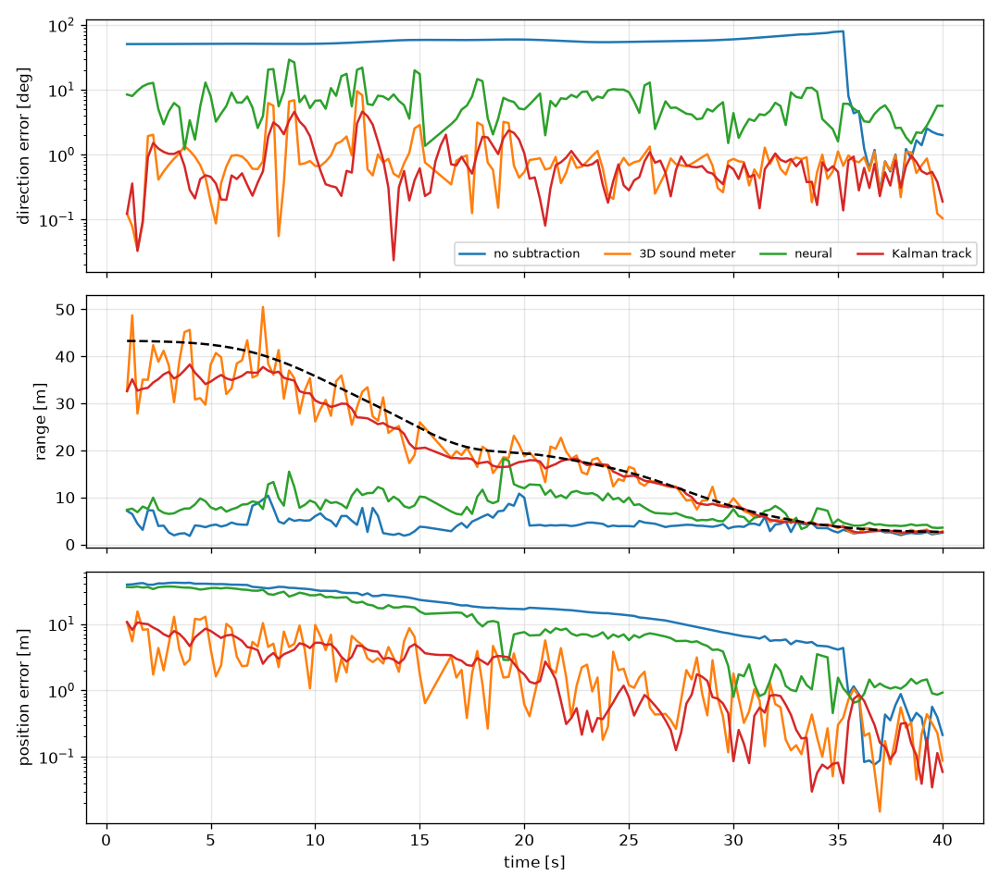 direction error [deg]
10²
10¹
10⁰
10⁻¹
no subtraction
3D sound meter
neural
Kalman track
range [m]
50
40
30
20
10
0
position error [m]
10¹
10⁰
10⁻¹
0 5 10 15 20 25 30 35 40
time [s]